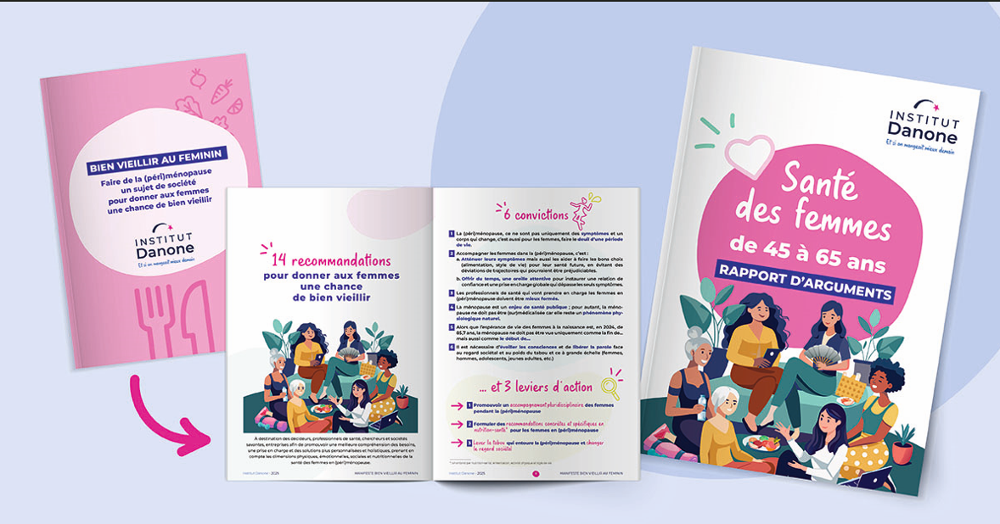 BIEN VIEILLIR AU FEMININ
Faire de la (péri)ménopause
un sujet de société
pour donner aux femmes
une chance de bien vieillir
INSTITUT
Danone
Et si on mangeait mieux demain
14 recommandations
pour donner aux femmes
une chance
de bien vieillir
À destination des décideurs, professionnels de santé, chercheurs et sociétés
savantes, entreprises afin de promouvoir une meilleure compréhension des besoins,
une prise en charge et des solutions plus personnalisées et holistiques, prenant en
compte les dimensions physiques, émotionnelles, sociales et nutritionnelles de la
santé des femmes en (péri)ménopause.
Institut Danone - 2025
MANIFESTE BIEN VIEILLIR AU FEMININ
6 convictions
1 La (péri)ménopause, ce ne sont pas uniquement des symptômes et un
corps qui change, c'est aussi pour les femmes, faire le deuil d'une période
de vie.
2 Accompagner les femmes dans la (péri)ménopause, c'est :
a. Atténuer leurs symptômes mais aussi les aider à faire les bons choix
(alimentation, style de vie) pour leur santé future, en évitant des
déviations de trajectoires qui pourraient être préjudiciables.
b. Offrir du temps, une oreille attentive pour instaurer une relation de
confiance et une prise en charge globale qui dépasse les seuls symptômes.
3 Les professionnels de santé qui vont prendre en charge les femmes en
(péri)ménopause doivent être mieux formés.
4 La ménopause est un enjeu de santé publique ; pour autant, la méno-
pause ne doit pas être (sur)médicalisée car elle reste un phénomène phy-
siologique naturel.
5 Alors que l'espérance de vie des femmes à la naissance est, en 2024, de
85,7 ans, la ménopause ne doit pas être vue uniquement comme la fin de...
mais aussi comme le début de...
6 Il est nécessaire d'éveiller les consciences et de libérer la parole face
au regard sociétal et au poids du tabou et ce à grande échelle (femmes,
hommes, adolescents, jeunes adultes, etc.)
... et 3 leviers d'action
1 Promouvoir un accompagnement pluridisciplinaire des femmes
pendant la (péri)ménopause
2 Formuler des recommandations concrètes et spécifiques en
nutrition-santé* pour les femmes en (péri)ménopause
3 Lever le tabou qui entoure la (péri)ménopause et changer
le regard sociétal
Institut Danone - 2025
MANIFESTE BIEN VIEILLIR AU FEMININ
INSTITUT
Danone
Et si on mangeait mieux demain
Santé
des femmes
de 45 à 65 ans
RAPPORT D'ARGUMENTS